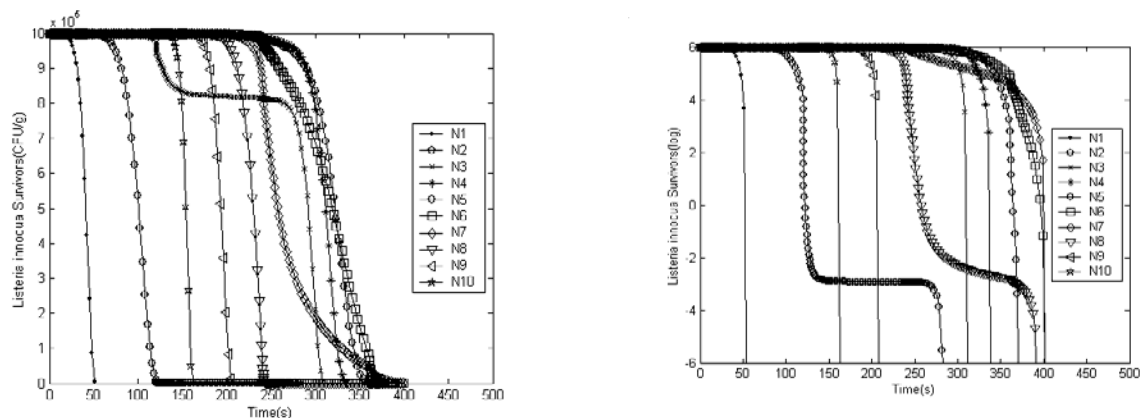 x 10^6
10
9
8
7
6
5
4
3
2
1
0
0 50 100 150 200 250 300 350 400 450 500
Time(s)
Listeria innocua Survivors(CFU/g)
N1
N2
N3
N4
N5
N6
N7
N8
N9
N10
6
4
2
0
-2
-4
-6
0 50 100 150 200 250 300 350 400 450 500
Time(s)
Listeria innocua Survivors(log)
N1
N2
N3
N4
N5
N6
N7
N8
N9
N10